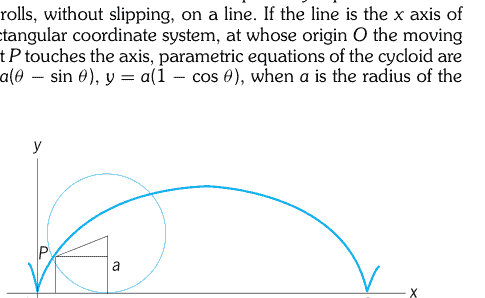 rolls, without slipping, on a line. If the line is the x axis of
ctangular coordinate system, at whose origin O the moving
t P touches the axis, parametric equations of the cycloid are
a(θ − sin θ), y = a(1 − cos θ), when a is the radius of the
y
P
a
x